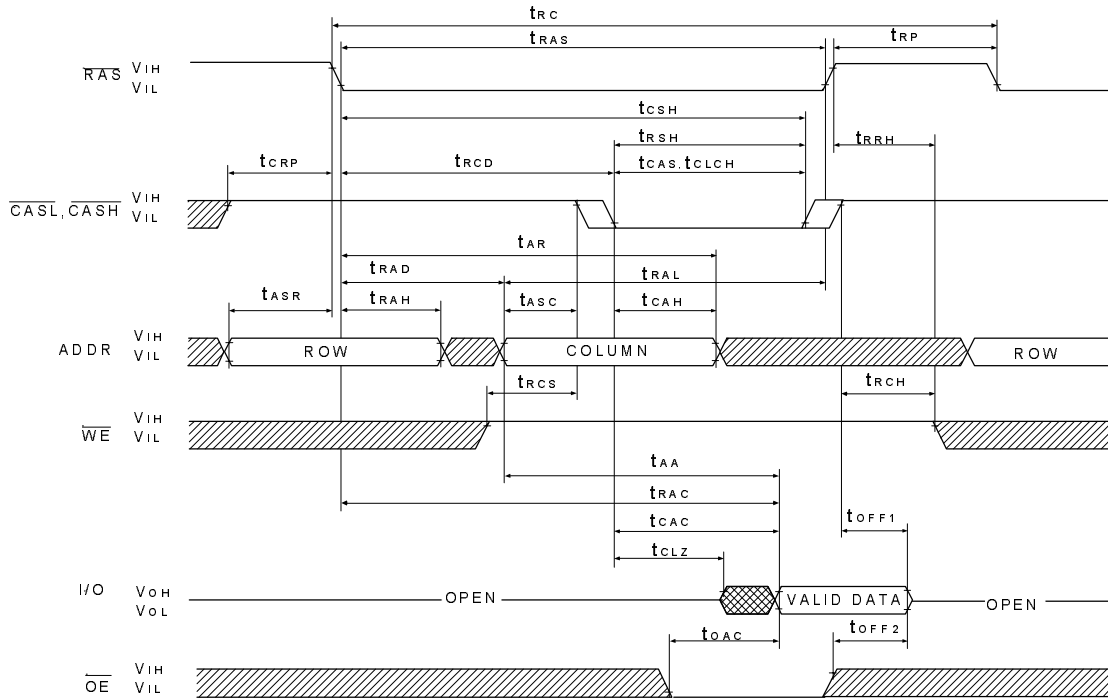 tRC
tRAS
tRP
RAS VIH
VIL
tCSH
tRSH
tRRH
tCRP
tRCD
tCAS.tCLCH
CASL,CASH VIH
VIL
tAR
tRAD
tRAL
tASR
tRAH
tASC
tCAH
ADDR VIH
VIL
ROW
COLUMN
ROW
tRCS
tRCH
WE VIH
VIL
tAA
tRAC
tCAC
tOFF1
tCLZ
I/O VOH
VOL
OPEN
VALID DATA
OPEN
tOAC
tOFF2
OE VIH
VIL